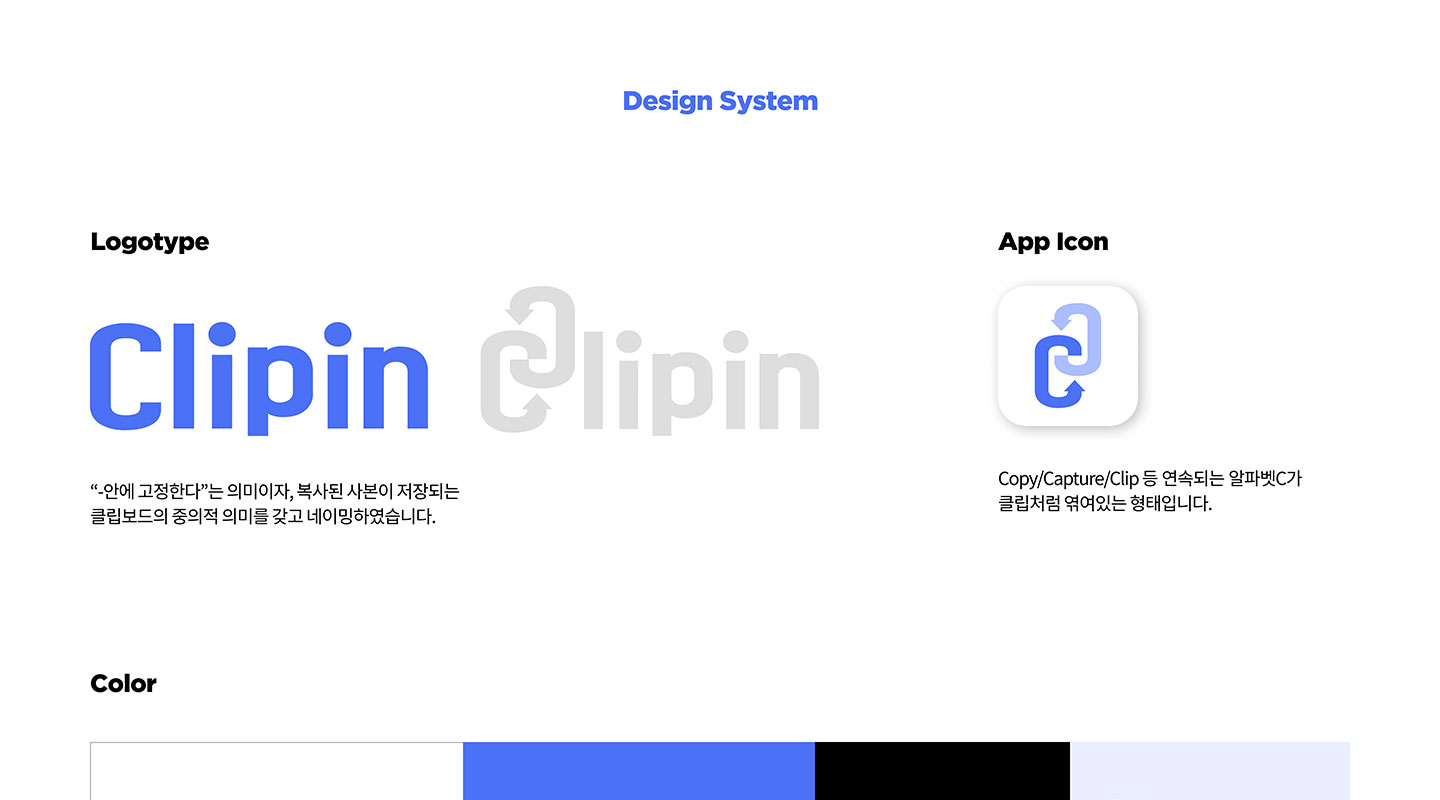 Design System
Logotype
Clipin
Clipin
“-안에 고정한다”는 의미이자, 복사된 사본이 저장되는
클립보드의 중의적 의미를 갖고 네이밍하였습니다.
App Icon
Copy/Capture/Clip 등 연속되는 알파벳C가
클립처럼 엮여있는 형태입니다.
Color